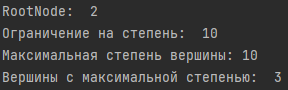 RootNode:  2
Ограничение на степень:  10
Максимальная степень вершины: 10
Вершины с максимальной степенью:  3